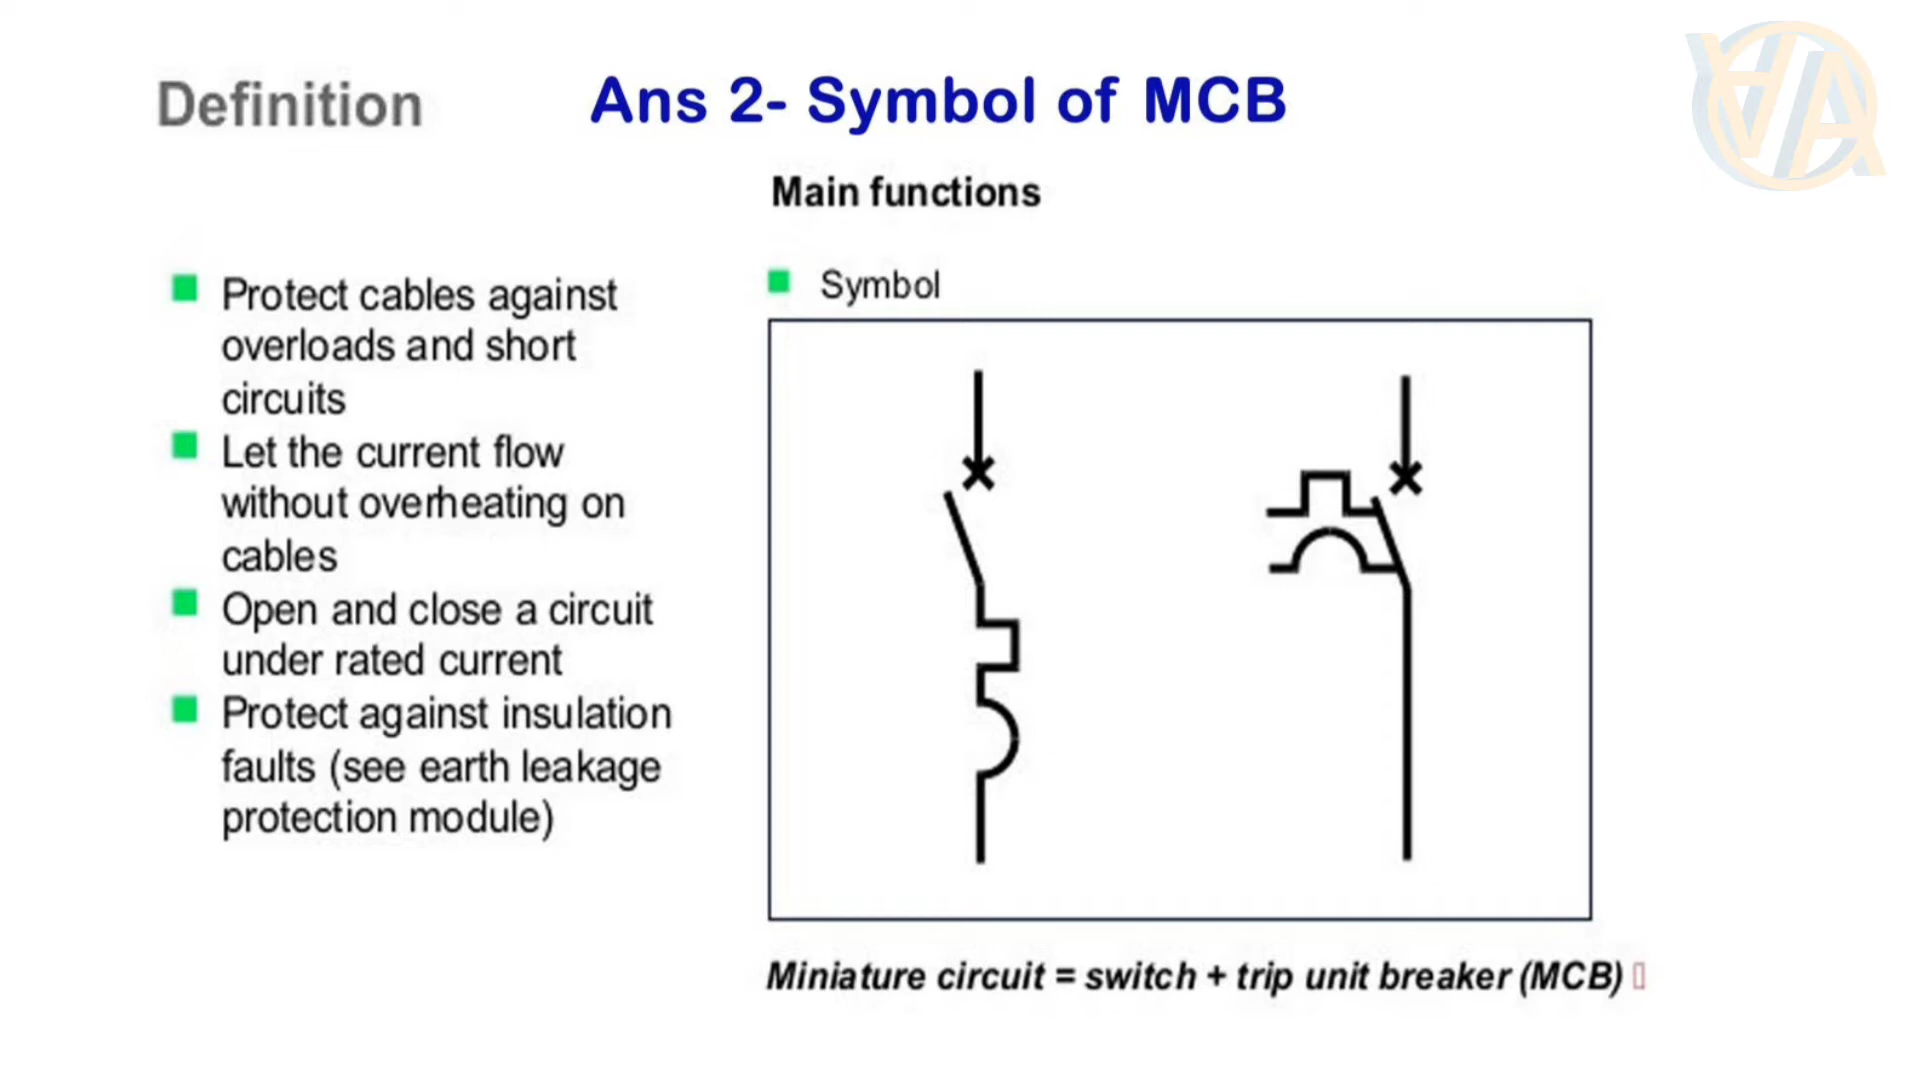 Definition
Ans 2- Symbol of MCB
Main functions
Protect cables against
overloads and short
circuits
Let the current flow
without overheating on
cables
Open and close a circuit
under rated current
Protect against insulation
faults (see earth leakage
protection module)
Symbol
Miniature circuit = switch + trip unit breaker (MCB)